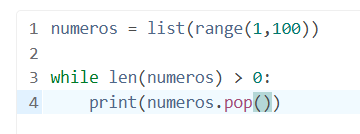 1 numeros = list(range(1,100))
2
3 while len(numeros) > 0:
4     print(numeros.pop())